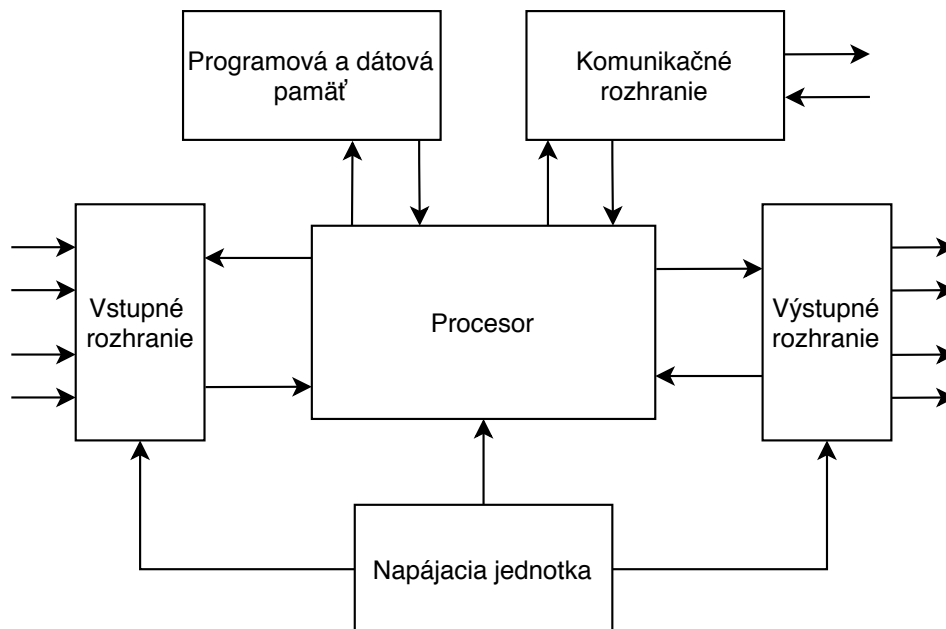 Programová a dátová
pamäť
Komunikačné
rozhranie
Vstupné
rozhranie
Procesor
Výstupné
rozhranie
Napájacia jednotka